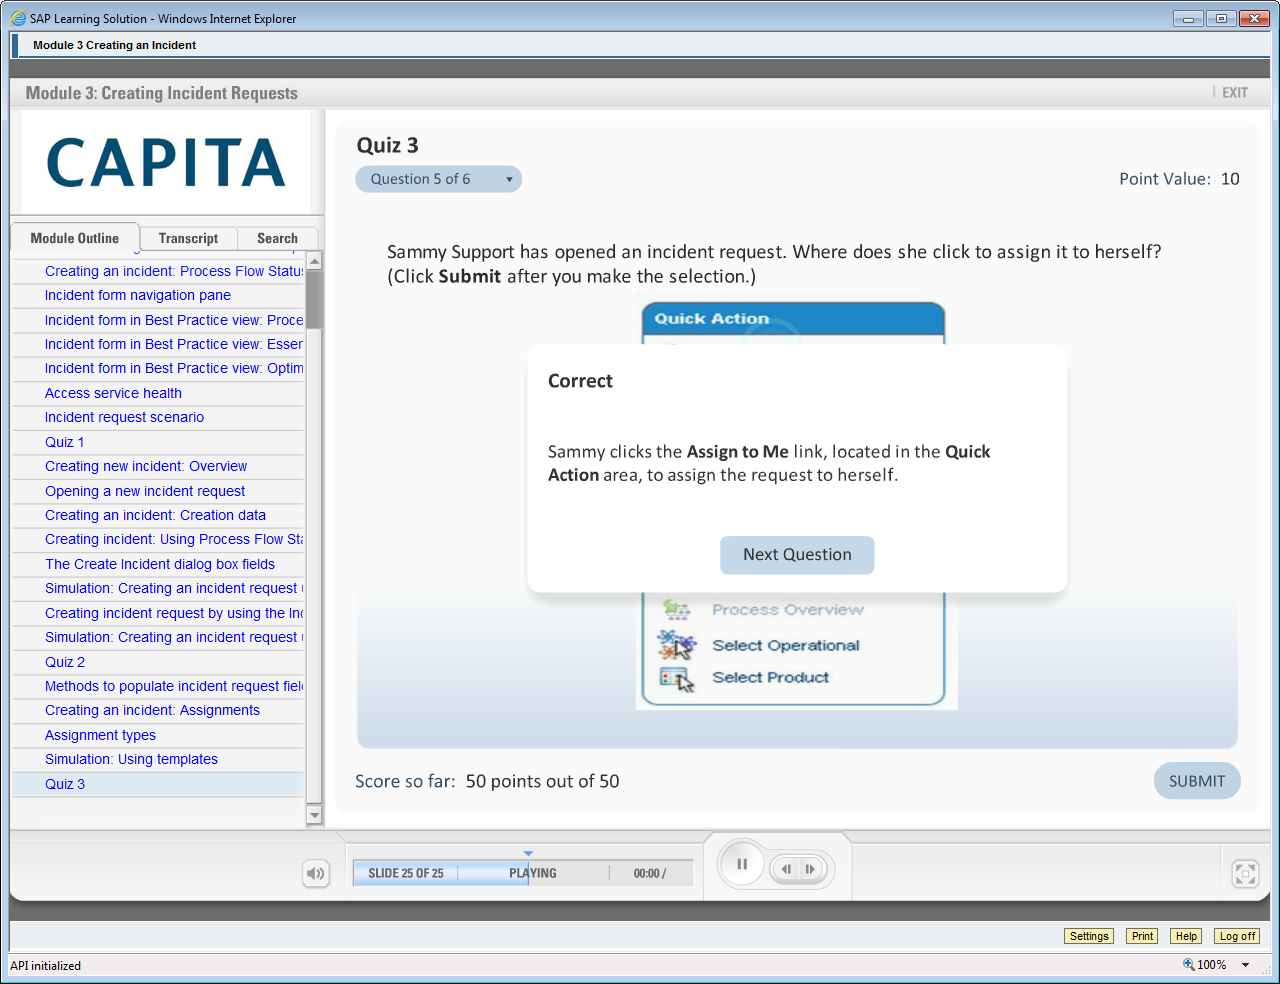 SAP Learning Solution - Windows Internet Explorer
Module 3 Creating an Incident
Module 3: Creating Incident Requests
EXIT
CAPITA
Module Outline
Transcript
Search
Creating an incident: Process Flow Statu
Incident form navigation pane
Incident form in Best Practice view: Proce
Incident form in Best Practice view: Esser
Incident form in Best Practice view: Optim
Access service health
Incident request scenario
Quiz 1
Creating new incident: Overview
Opening a new incident request
Creating an incident: Creation data
Creating incident: Using Process Flow Sta
The Create Incident dialog box fields
Simulation: Creating an incident request
Creating incident request by using the Inc
Simulation: Creating an incident request
Quiz 2
Methods to populate incident request field
Creating an incident: Assignments
Assignment types
Simulation: Using templates
Quiz 3
Quiz 3
Question 5 of 6
Point Value: 10
Sammy Support has opened an incident request. Where does she click to assign it to herself?
(Click Submit after you make the selection.)
Quick Action
Correct
Sammy clicks the Assign to Me link, located in the Quick
Action area, to assign the request to herself.
Next Question
Process Overview
Select Operational
Select Product
Score so far: 50 points out of 50
SUBMIT
SLIDE 25 OF 25
PLAYING
00:00 /
Settings
Print
Help
Log off
API initialized
100%